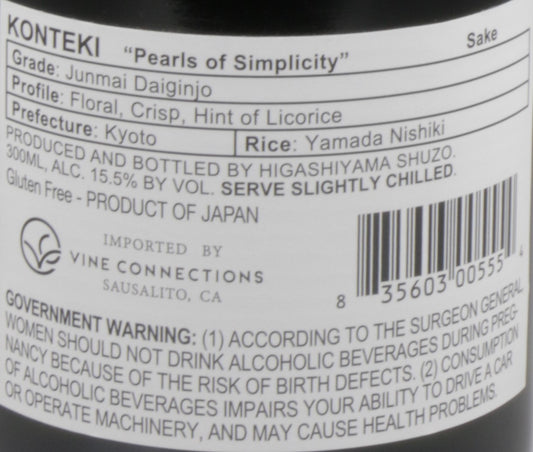 KONTEKI "Pearls of Simplicity" Sake
Grade: Junmai Daiginjo
Profile: Floral, Crisp, Hint of Licorice
Prefecture: Kyoto Rice: Yamada Nishiki
PRODUCED AND BOTTLED BY HIGASHIYAMA SHUZO.
300ML, ALC. 15.5% BY VOL. SERVE SLIGHTLY CHILLED.
Gluten Free - PRODUCT OF JAPAN
IMPORTED BY
VINE CONNECTIONS
SAUSALITO, CA
8 35603 00555 4
GOVERNMENT WARNING: (1) ACCORDING TO THE SURGEON GENERAL
WOMEN SHOULD NOT DRINK ALCOHOLIC BEVERAGES DURING PREG-
NANCY BECAUSE OF THE RISK OF BIRTH DEFECTS. (2) CONSUMPTION
OF ALCOHOLIC BEVERAGES IMPAIRS YOUR ABILITY TO DRIVE A CAR
OR OPERATE MACHINERY, AND MAY CAUSE HEALTH PROBLEMS.